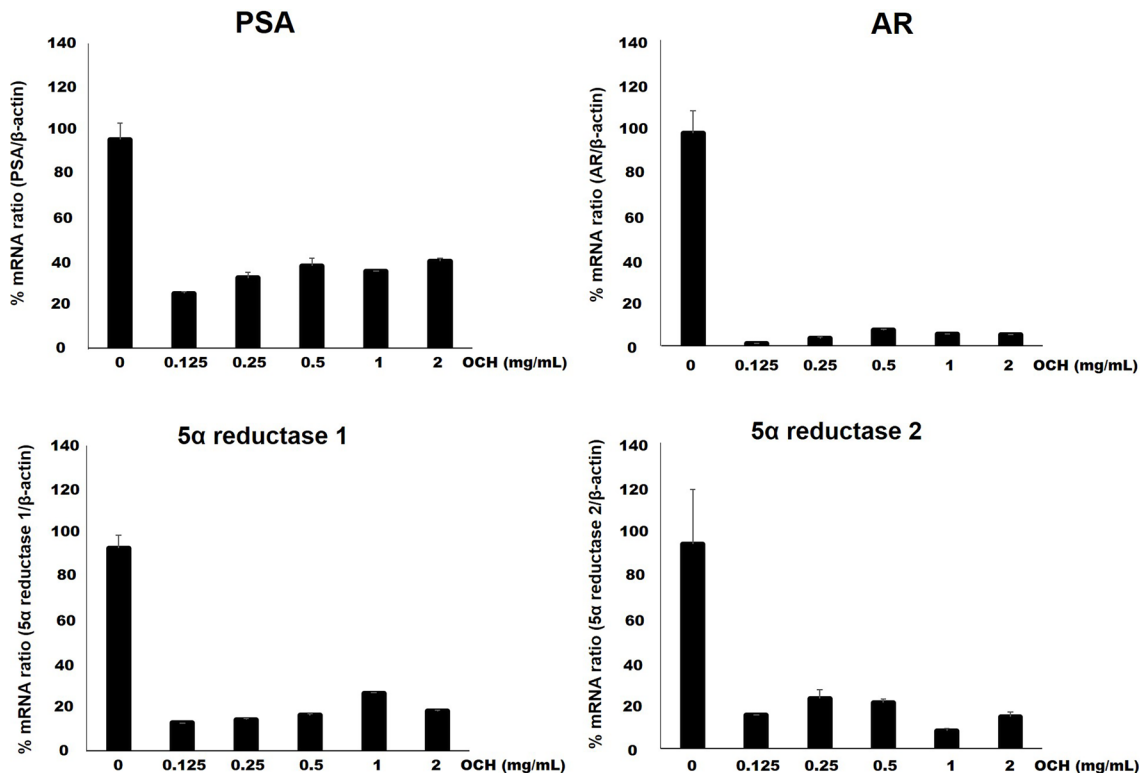 PSA
% mRNA ratio (PSA/β-actin)
140
120
100
80
60
40
20
0
0 0.125 0.25 0.5 1 2 OCH (mg/mL)
AR
% mRNA ratio (AR/β-actin)
140
120
100
80
60
40
20
0
0 0.125 0.25 0.5 1 2 OCH (mg/mL)
5α reductase 1
% mRNA ratio (5α reductase 1/β-actin)
140
120
100
80
60
40
20
0
0 0.125 0.25 0.5 1 2 OCH (mg/mL)
5α reductase 2
% mRNA ratio (5α reductase 2/β-actin)
140
120
100
80
60
40
20
0
0 0.125 0.25 0.5 1 2 OCH (mg/mL)